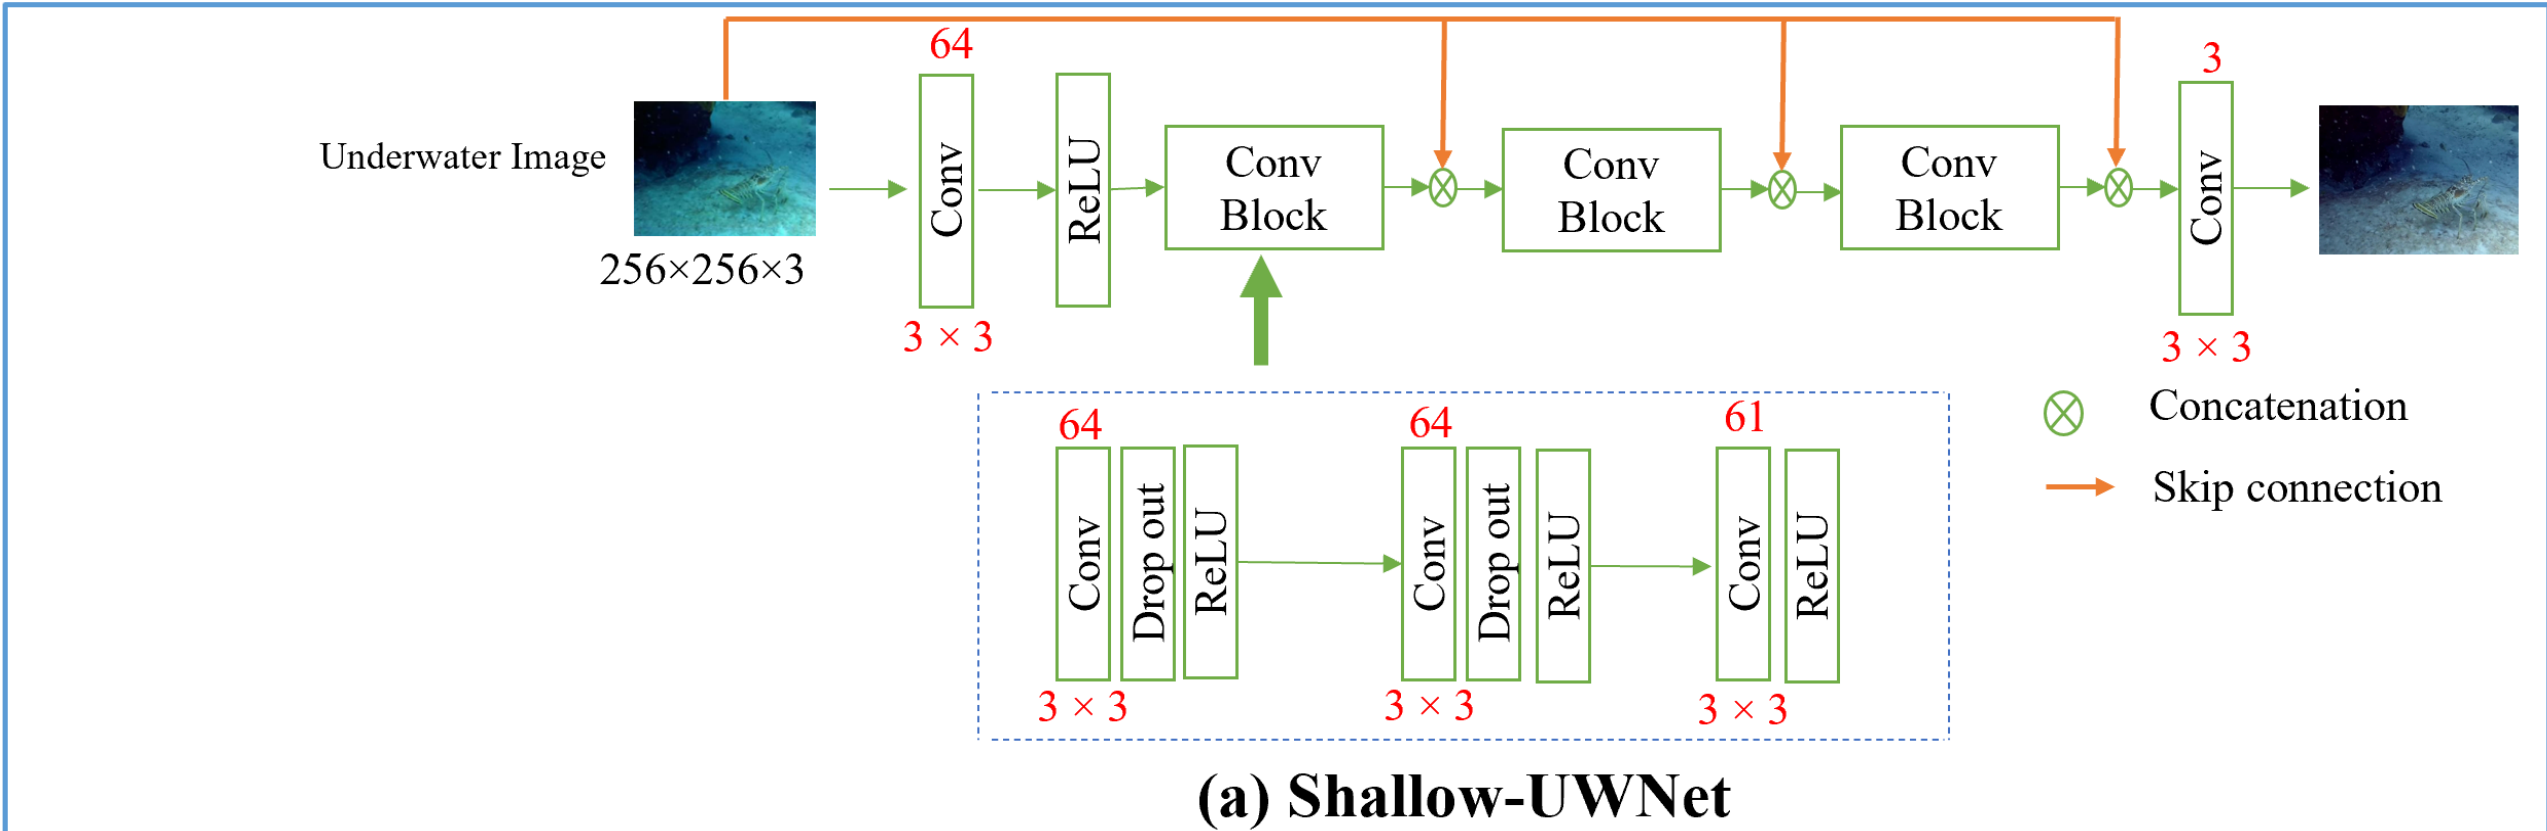 64
3
Underwater Image
Conv
ReLU
Conv
Block
Conv
Block
Conv
Block
Conv
256×256×3
3 × 3
3 × 3
Concatenation
Skip connection
64
64
61
Conv
Drop out
ReLU
Conv
Drop out
ReLU
Conv
ReLU
3 × 3
3 × 3
3 × 3
(a) Shallow-UWNet